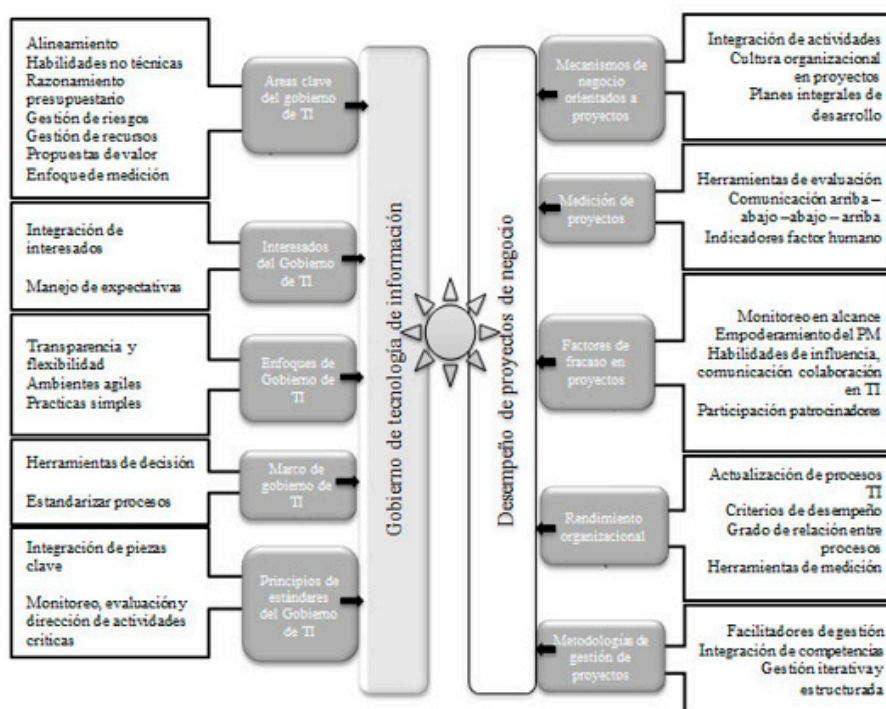 Alineamiento
Habilidades no técnicas
Razonamiento
presupuestario
Gestión de riesgos
Gestión de recursos
Propuestas de valor
Enfoque de medición
Areas clave
del gobierno
de TI
Integración de
interesados
Manejo de expectativas
Interesados
del Gobierno
de TI
Transparencia y
flexibilidad
Ambientes agiles
Practicas simples
Enfoques de
Gobierno de
TI
Herramientas de decisión
Estandarizar procesos
Marco de
gobierno de
TI
Integración de piezas
clave
Monitoreo, evaluación y
dirección de actividades
criticas
Principios de
estándares
del Gobierno
de TI
Gobierno de tecnología de información
Desempeño de proyectos de negocio
Mecanismos de
negocio
orientados a
proyectos
Integración de actividades
Cultura organizacional
en proyectos
Planes integrales de
desarrollo
Medición de
proyectos
Herramientas de evaluación
Comunicación arriba –
abajo –abajo – arriba
Indicadores factor humano
Factores de
fracaso en
proyectos
Monitoreo en alcance
Empoderamiento del PM
Habilidades de influencia,
comunicación colaboración
en TI
Participación patrocinadores
Rendimiento
organizacional
Actualización de procesos
TI
Criterios de desempeño
Grado de relación entre
procesos
Herramientas de medición
Metodologías de
gestión de
proyectos
Facilitadores de gestión
Integración de competencias
Gestión iterativa y
estructurada